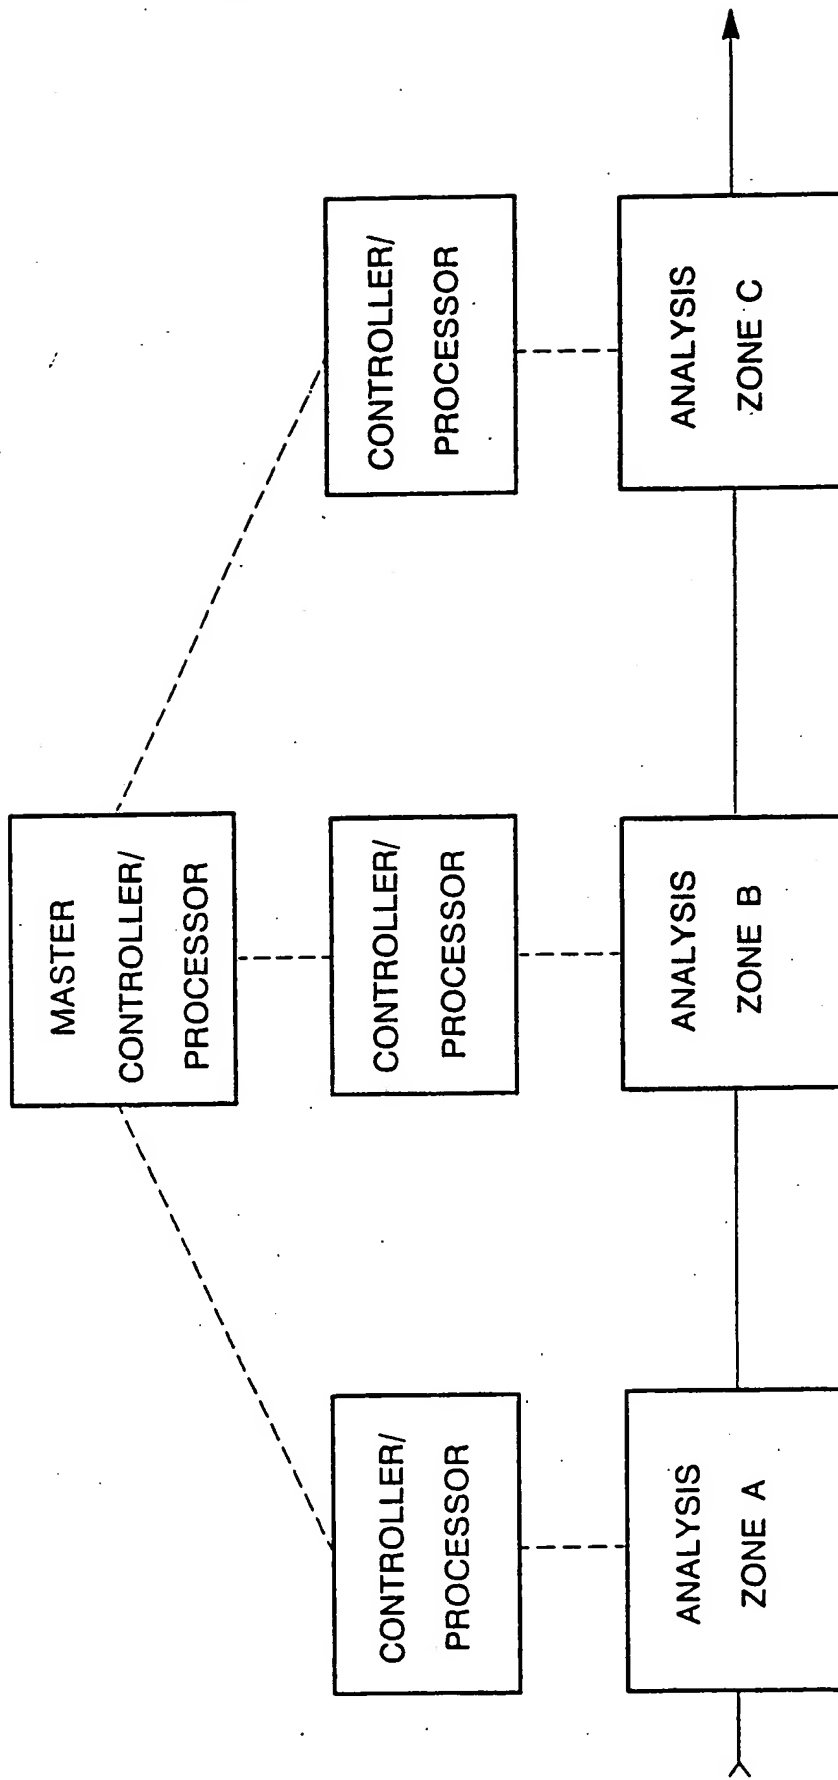 MASTER
CONTROLLER/
PROCESSOR
CONTROLLER/
PROCESSOR
CONTROLLER/
PROCESSOR
CONTROLLER/
PROCESSOR
ANALYSIS
ZONE A
ANALYSIS
ZONE B
ANALYSIS
ZONE C